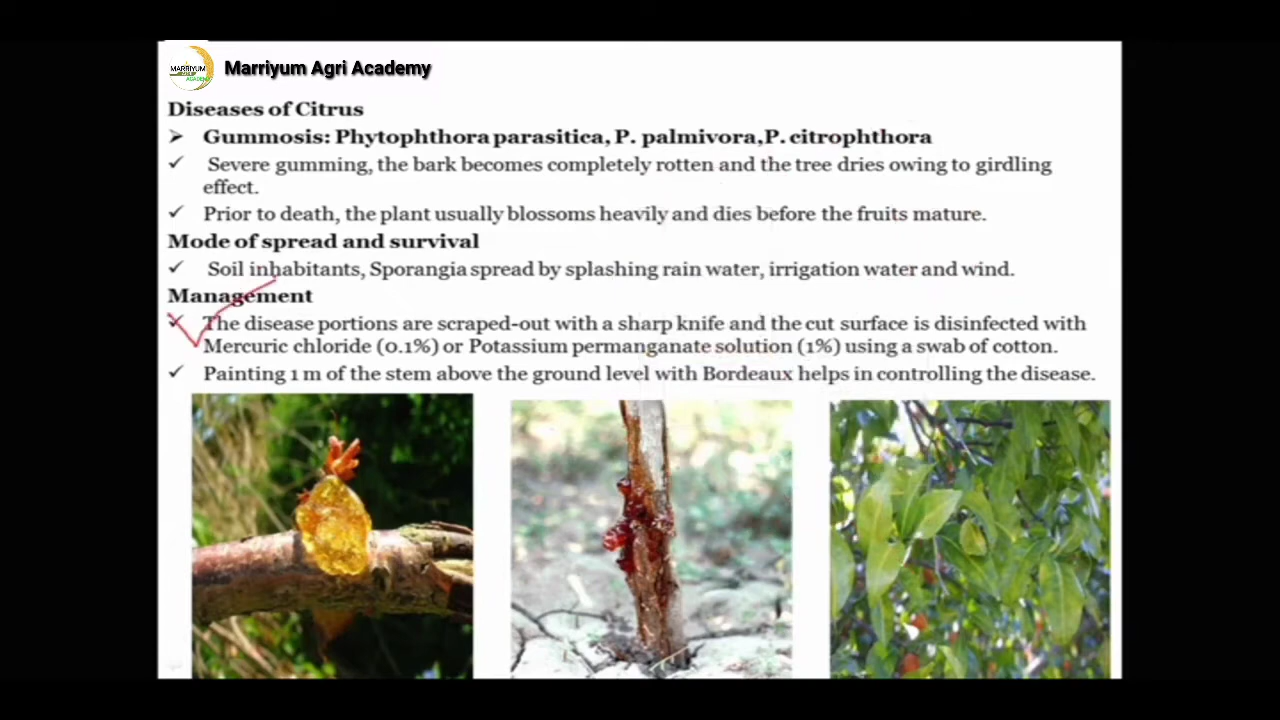 MARRIYUM
Marriyum Agri Academy
Diseases of Citrus
➤ Gummosis: Phytophthora parasitica, P. palmivora,P. citrophthora
✓ Severe gumming, the bark becomes completely rotten and the tree dries owing to girdling
effect.
✓ Prior to death, the plant usually blossoms heavily and dies before the fruits mature.
Mode of spread and survival
✓ Soil inhabitants, Sporangia spread by splashing rain water, irrigation water and wind.
Management
✓ The disease portions are scraped-out with a sharp knife and the cut surface is disinfected with
Mercuric chloride (0.1%) or Potassium permanganate solution (1%) using a swab of cotton.
✓ Painting 1 m of the stem above the ground level with Bordeaux helps in controlling the disease.